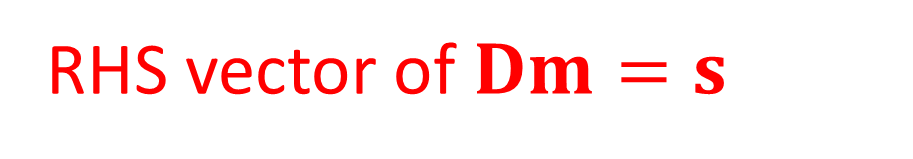 RHS vector of Dm = s